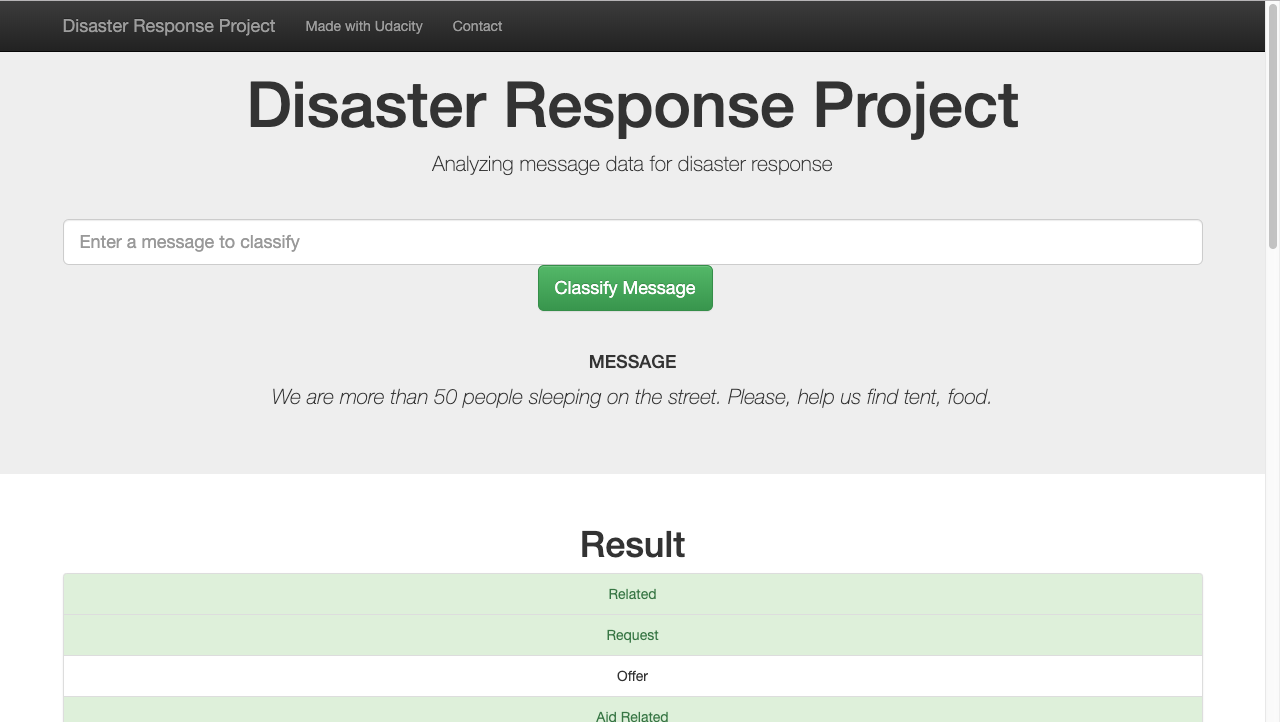 Disaster Response Project Made with Udacity Contact
Disaster Response Project
Analyzing message data for disaster response
Enter a message to classify
Classify Message
MESSAGE
We are more than 50 people sleeping on the street. Please, help us find tent, food.
Result
Related
Request
Offer
Aid Related